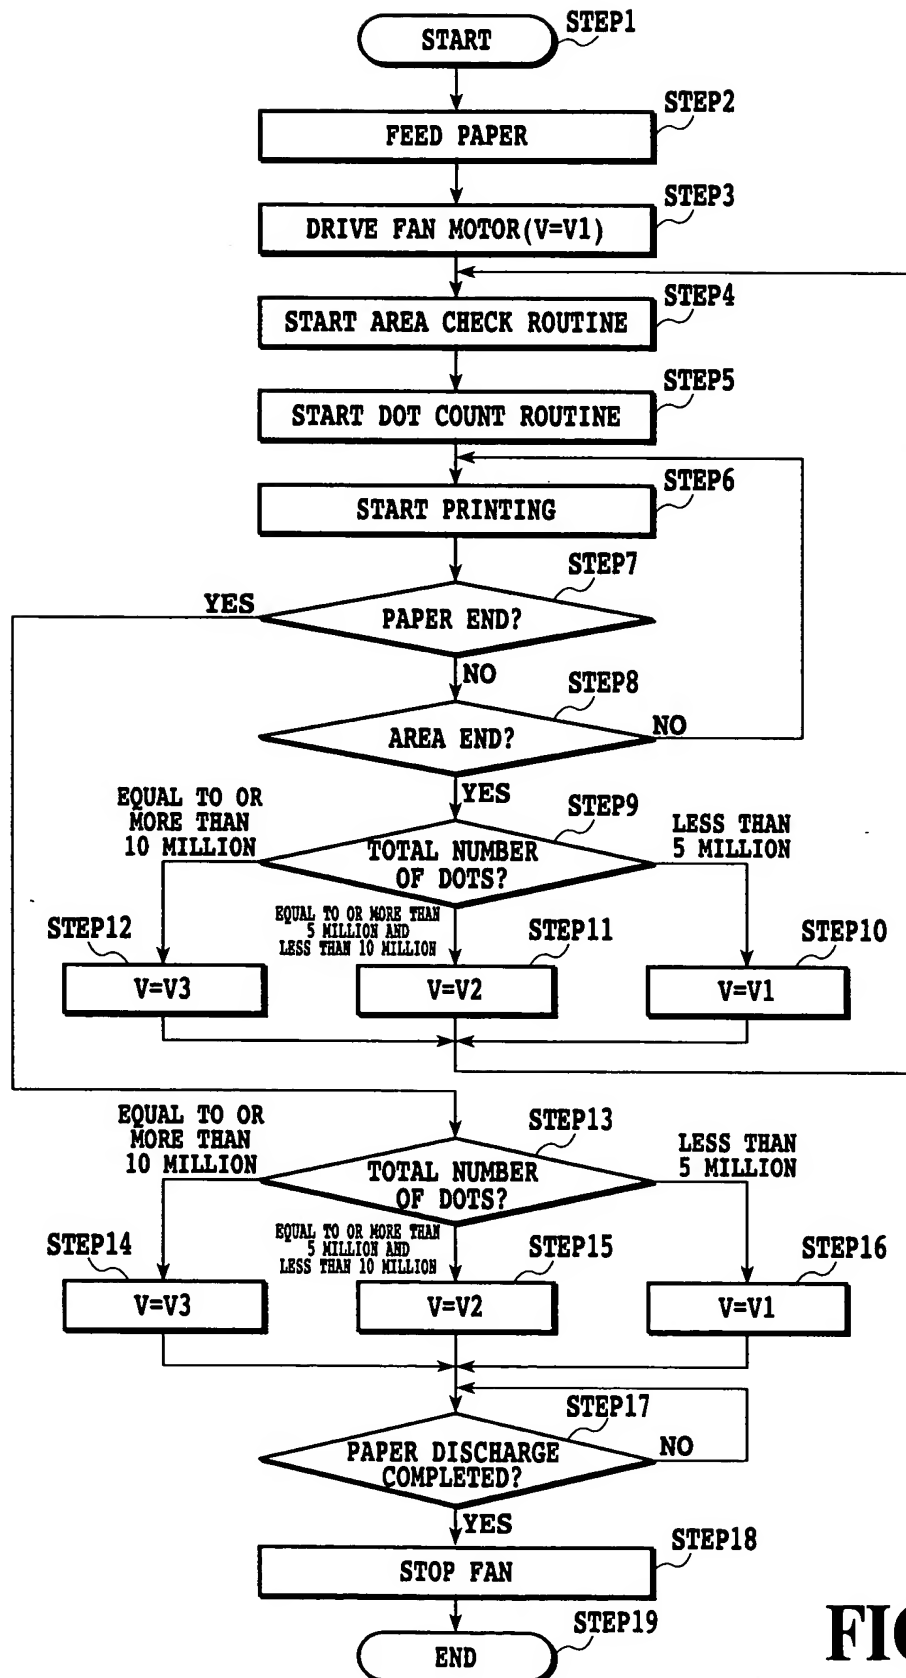 START
STEP1
STEP2
FEED PAPER
STEP3
DRIVE FAN MOTOR(V=V1)
STEP4
START AREA CHECK ROUTINE
STEP5
START DOT COUNT ROUTINE
STEP6
START PRINTING
STEP7
YES
PAPER END?
NO
STEP8
AREA END?
NO
YES
STEP9
EQUAL TO OR
MORE THAN
10 MILLION
TOTAL NUMBER
OF DOTS?
LESS THAN
5 MILLION
EQUAL TO OR MORE THAN
5 MILLION AND
LESS THAN 10 MILLION
STEP12
V=V3
STEP11
V=V2
STEP10
V=V1
STEP13
EQUAL TO OR
MORE THAN
10 MILLION
TOTAL NUMBER
OF DOTS?
LESS THAN
5 MILLION
EQUAL TO OR MORE THAN
5 MILLION AND
LESS THAN 10 MILLION
STEP14
V=V3
STEP15
V=V2
STEP16
V=V1
STEP17
PAPER DISCHARGE
COMPLETED?
NO
YES
STEP18
STOP FAN
STEP19
END